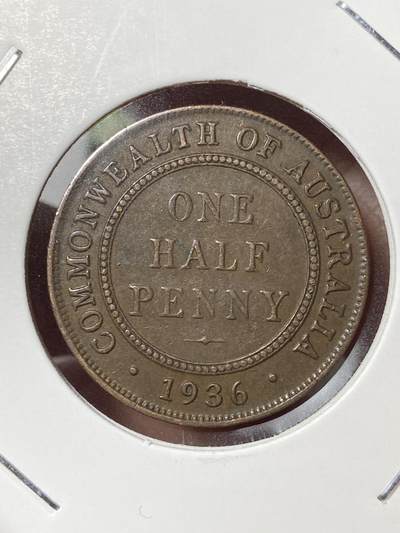 COMMONWEALTH OF AUSTRALIA
ONE
HALF
PENNY
· 1936 ·